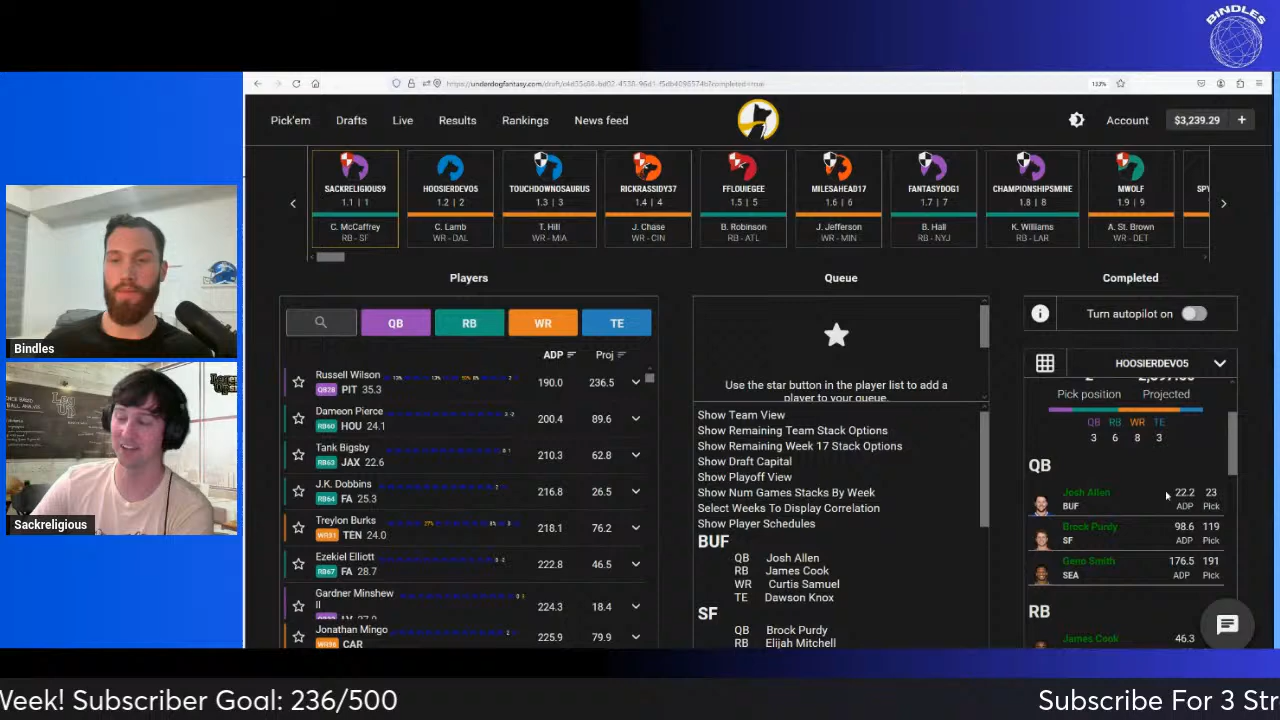 BINDLES
Pick'em Drafts Live Results Rankings News feed
Account $3,239.29 +
SACKRELIGIOUS9
1.1 | 1
C. McCaffrey
RB - SF
HOOSIERDEV05
1.2 | 2
C. Lamb
WR - DAL
TOUCHDOWNOSAURUS
1.3 | 3
T. Hill
WR - MIA
RICKRASSIDY37
1.4 | 4
J. Chase
WR - CIN
FFLOUIEGEE
1.5 | 5
B. Robinson
RB - ATL
MILESAHEAD17
1.6 | 6
J. Jefferson
WR - MIN
FANTASYDOG1
1.7 | 7
B. Hall
RB - NYJ
CHAMPIONSHIPSMINE
1.8 | 8
K. Williams
RB - LAR
MWOLF
1.9 | 9
A. St. Brown
WR - DET
Players
QB RB WR TE
ADP Proj
Russell Wilson
QB28 PIT 35.3
190.0 236.5
Dameon Pierce
RB60 HOU 24.1
200.4 89.6
Tank Bigsby
RB63 JAX 22.6
210.3 62.8
J.K. Dobbins
RB64 FA 25.3
216.8 26.5
Treylon Burks
WR91 TEN 24.0
218.1 76.2
Ezekiel Elliott
RB67 FA 28.7
222.8 46.5
Gardner Minshew
II
224.3 18.4
Jonathan Mingo
WR98 CAR
225.9 79.9
Queue
Use the star button in the player list to add a
player to your queue.
Show Team View
Show Remaining Team Stack Options
Show Remaining Week 17 Stack Options
Show Draft Capital
Show Playoff View
Show Num Games Stacks By Week
Select Weeks To Display Correlation
Show Player Schedules
BUF
QB Josh Allen
RB James Cook
WR Curtis Samuel
TE Dawson Knox
SF
QB Brock Purdy
RB Elijah Mitchell
Completed
Turn autopilot on
HOOSIERDEV05
Pick position Projected
QB RB WR TE
3 6 8 3
QB
Josh Allen 22.2 23
BUF ADP Pick
Brock Purdy 98.6 119
SF ADP Pick
Geno Smith 176.5 191
SEA ADP Pick
RB
James Cook 46.3
Bindles
Sackreligious
Week! Subscriber Goal: 236/500
Subscribe For 3 Str